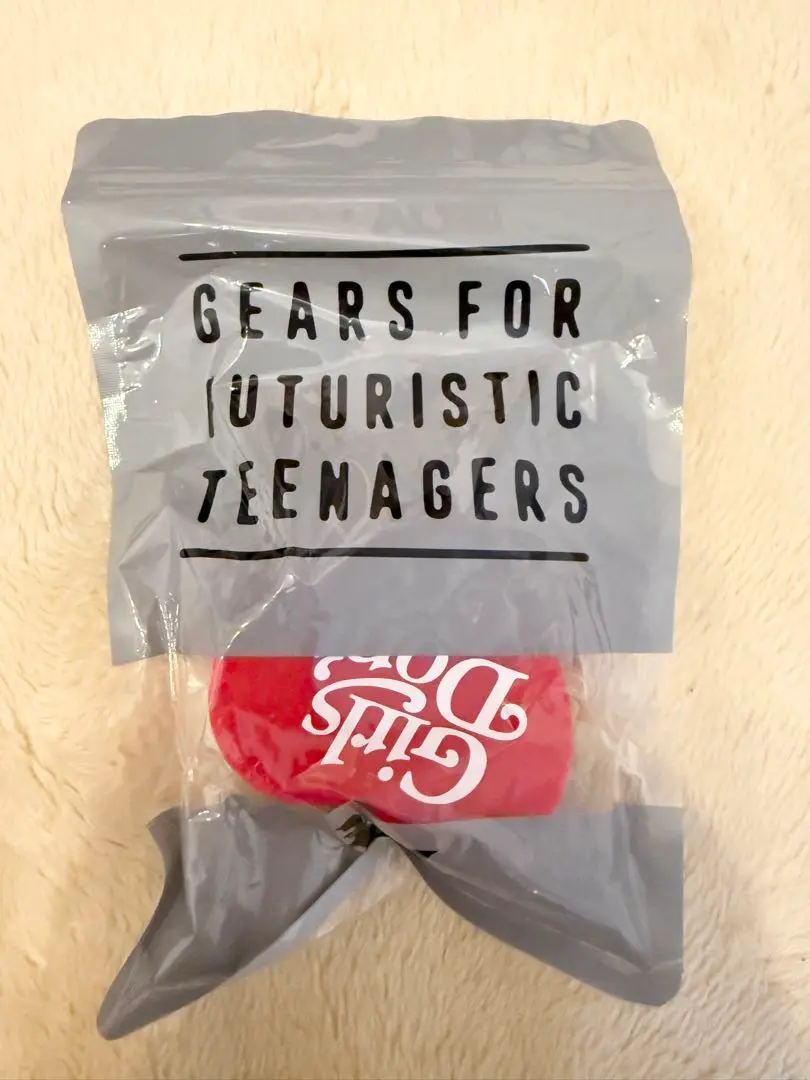 GEARS FOR
FUTURISTIC
TEENAGERS
Girls
Don't